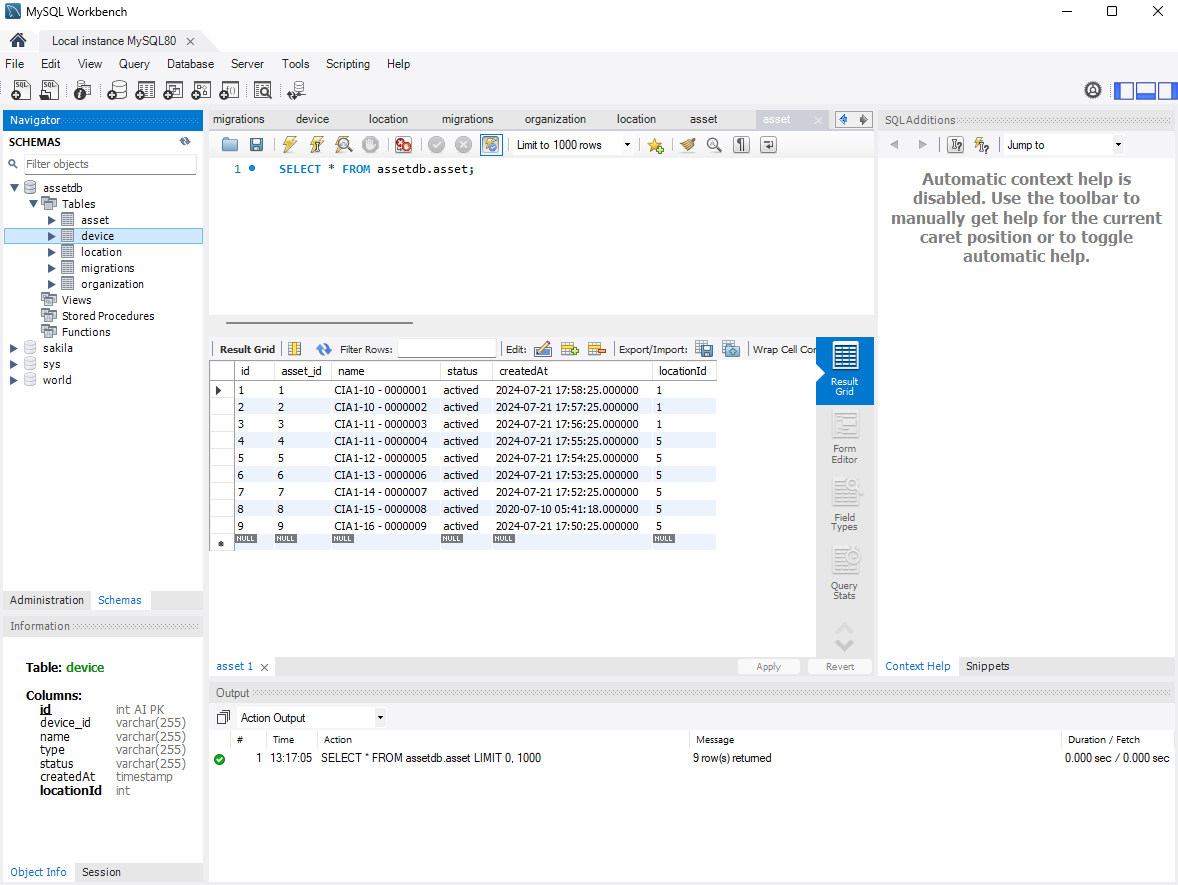 MySQL Workbench
Local instance MySQL80
File Edit View Query Database Server Tools Scripting Help
Navigator
SCHEMAS
Filter objects
assetdb
Tables
asset
device
location
migrations
organization
Views
Stored Procedures
Functions
sakila
sys
world
Administration Schemas
Information
Table: device
Columns:
id int AI PK
device_id varchar(255)
name varchar(255)
type varchar(255)
status varchar(255)
createdAt timestamp
locationId int
Object Info Session
migrations device location migrations organization location asset asset
Limit to 1000 rows
1 SELECT * FROM assetdb.asset;
Result Grid Filter Rows: Edit: Export/Import: Wrap Cell Cor
id asset_id name status createdAt locationId
1 1 CIA1-10 - 0000001 actived 2024-07-21 17:58:25.000000 1
2 2 CIA1-10 - 0000002 actived 2024-07-21 17:57:25.000000 1
3 3 CIA1-11 - 0000003 actived 2024-07-21 17:56:25.000000 1
4 4 CIA1-11 - 0000004 actived 2024-07-21 17:55:25.000000 5
5 5 CIA1-12 - 0000005 actived 2024-07-21 17:54:25.000000 5
6 6 CIA1-13 - 0000006 actived 2024-07-21 17:53:25.000000 5
7 7 CIA1-14 - 0000007 actived 2024-07-21 17:52:25.000000 5
8 8 CIA1-15 - 0000008 actived 2020-07-10 05:41:18.000000 5
9 9 CIA1-16 - 0000009 actived 2024-07-21 17:50:25.000000 5
NULL NULL NULL NULL NULL NULL
Result
Grid
Form
Editor
Field
Types
Query
Stats
asset 1 Apply Revert
SQLAdditions
Jump to
Automatic context help is
disabled. Use the toolbar to
manually get help for the current
caret position or to toggle
automatic help.
Context Help Snippets
Output
Action Output
# Time Action Message Duration / Fetch
1 13:17:05 SELECT * FROM assetdb.asset LIMIT 0, 1000 9 row(s) returned 0.000 sec / 0.000 sec